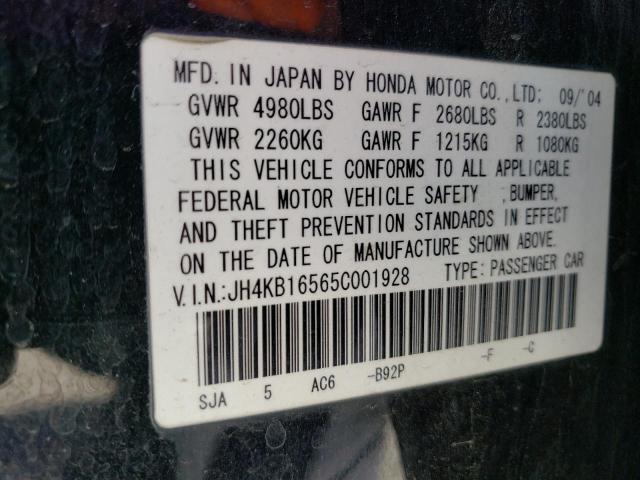 MFD. IN JAPAN BY HONDA MOTOR CO., LTD: 09/'04
GVWR 4980LBS GAWR F 2680LBS R 2380LBS
GVWR 2260KG GAWR F 1215KG R 1080KG
THIS VEHICLE CONFORMS TO ALL APPLICABLE
FEDERAL MOTOR VEHICLE SAFETY ,BUMPER,
AND THEFT PREVENTION STANDARDS IN EFFECT
ON THE DATE OF MANUFACTURE SHOWN ABOVE.
V.I.N.:JH4KB16565C001928 TYPE: PASSENGER CAR
SJA 5 AC6 -B92P -F -C